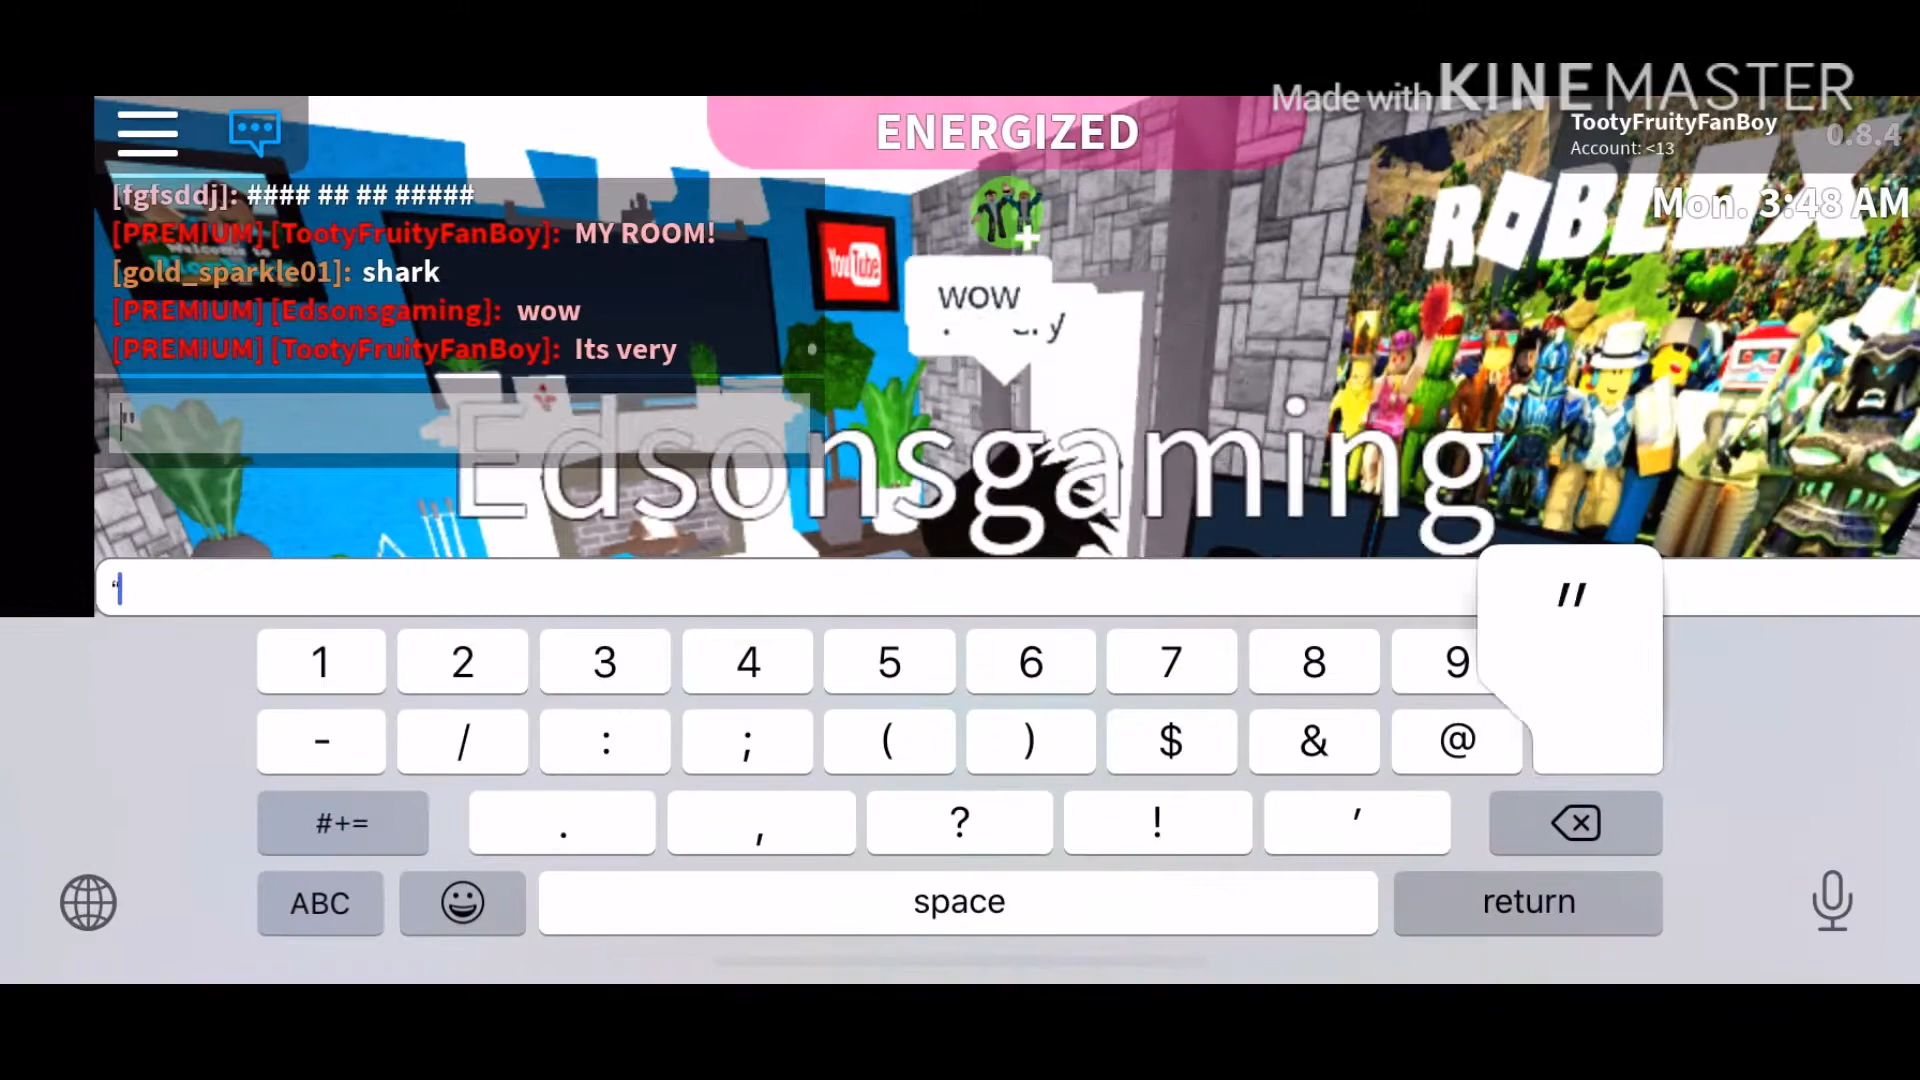 Made with KINEMASTER
ENERGIZED
TootyFruityFanBoy
Account: <13
0.8.4
Mon. 3:48 AM
ROBLOX
[fgfsddj]: #### ## ## #####
[PREMIUM] [TootyFruityFanBoy]: MY ROOM!
[gold_sparkle01]: shark
[PREMIUM] [Edsonsgaming]: wow
[PREMIUM] [TootyFruityFanBoy]: Its very
YouTube
wow
Edsonsgaming
"
“
"
1 2 3 4 5 6 7 8 9
- / : ; ( ) $ & @
#+= . , ? ! ’
ABC space return